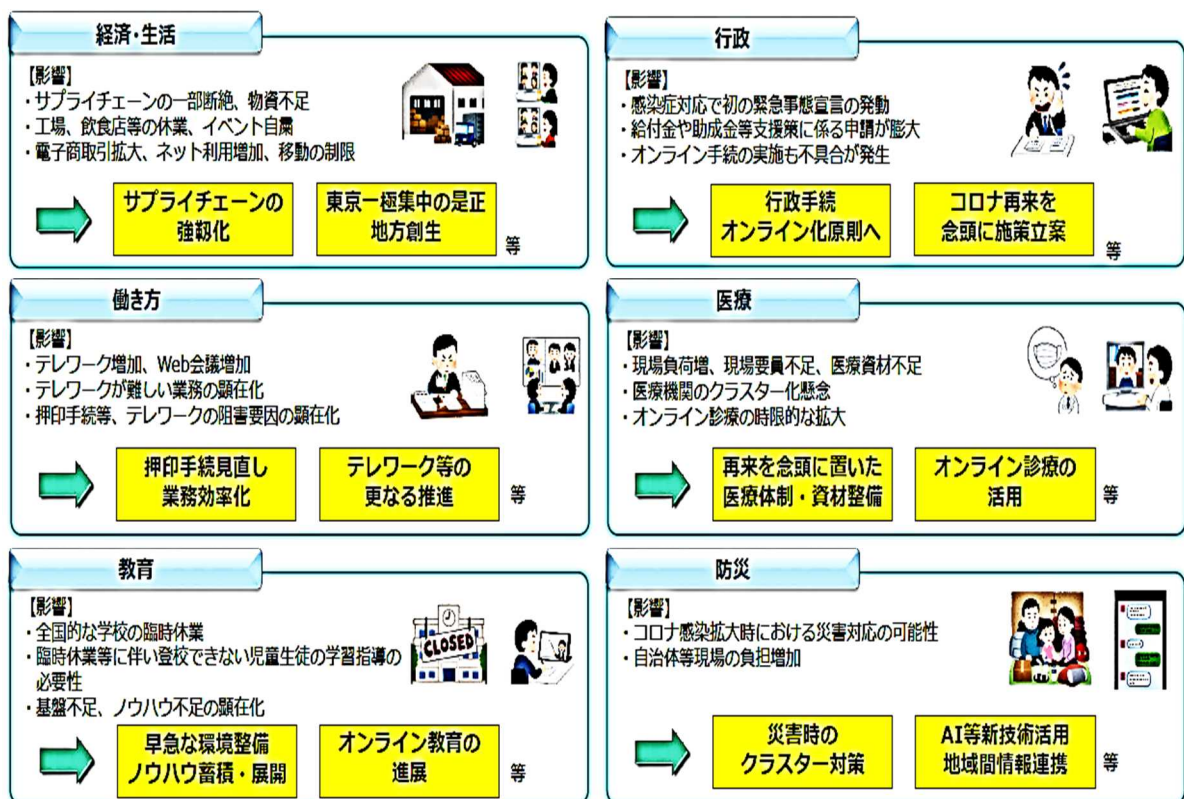 経済・生活
【影響】
・サプライチェーンの一部断絶、物資不足
・工場、飲食店等の休業、イベント自粛
・電子商取引拡大、ネット利用増加、移動の制限
サプライチェーンの
強靱化
東京一極集中の是正
地方創生
等
行政
【影響】
・感染症対応で初の緊急事態宣言の発動
・給付金や助成金等支援策に係る申請が膨大
・オンライン手続の実施も不具合が発生
行政手続
オンライン化原則へ
コロナ再来を
念頭に施策立案
等
働き方
【影響】
・テレワーク増加、Web会議増加
・テレワークが難しい業務の顕在化
・押印手続等、テレワークの阻害要因の顕在化
押印手続見直し
業務効率化
テレワーク等の
更なる推進
等
医療
【影響】
・現場負荷増、現場要員不足、医療資材不足
・医療機関のクラスター化懸念
・オンライン診療の時限的な拡大
再来を念頭に置いた
医療体制・資材整備
オンライン診療の
活用
等
教育
【影響】
・全国的な学校の臨時休業
・臨時休業等に伴い登校できない児童生徒の学習指導の
必要性
・基盤不足、ノウハウ不足の顕在化
CLOSED
早急な環境整備
ノウハウ蓄積・展開
オンライン教育の
進展
等
防災
【影響】
・コロナ感染拡大時における災害対応の可能性
・自治体等現場の負担増加
災害時の
クラスター対策
AI等新技術活用
地域間情報連携
等